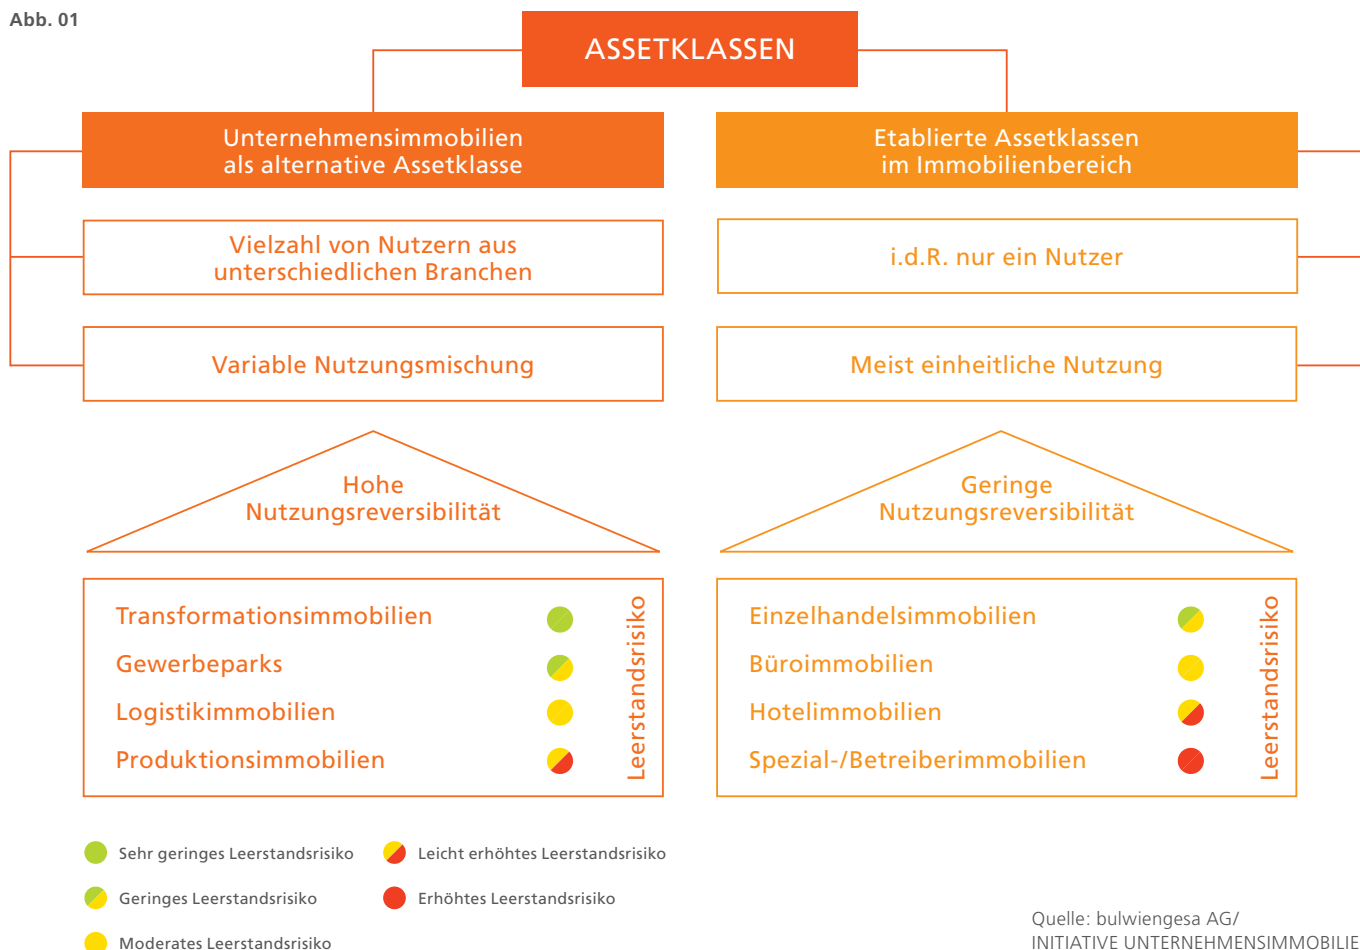 Abb. 01
ASSETKLASSEN
Unternehmensimmobilien
als alternative Assetklasse
Vielzahl von Nutzern aus
unterschiedlichen Branchen
Variable Nutzungsmischung
Hohe
Nutzungsreversibilität
Transformationsimmobilien
Gewerbeparks
Logistikimmobilien
Produktionsimmobilien
Leerstandsrisiko
Etablierte Assetklassen
im Immobilienbereich
i.d.R. nur ein Nutzer
Meist einheitliche Nutzung
Geringe
Nutzungsreversibilität
Einzelhandelsimmobilien
Büroimmobilien
Hotelimmobilien
Spezial-/Betreiberimmobilien
Leerstandsrisiko
Sehr geringes Leerstandsrisiko
Geringes Leerstandsrisiko
Moderates Leerstandsrisiko
Leicht erhöhtes Leerstandsrisiko
Erhöhtes Leerstandsrisiko
Quelle: bulwiengesa AG/
INITIATIVE UNTERNEHMENSIMMOBILIE